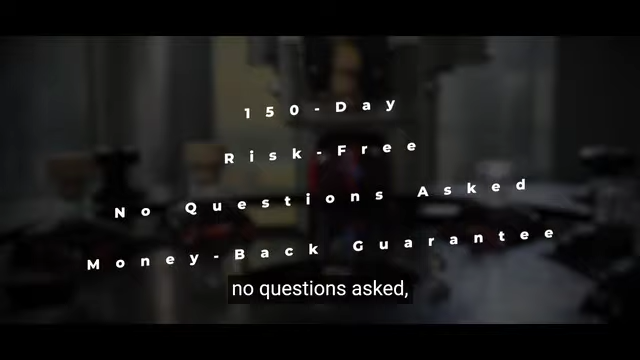 150-Day
Risk-Free
No Questions Asked
Money-Back Guarantee
no questions asked,